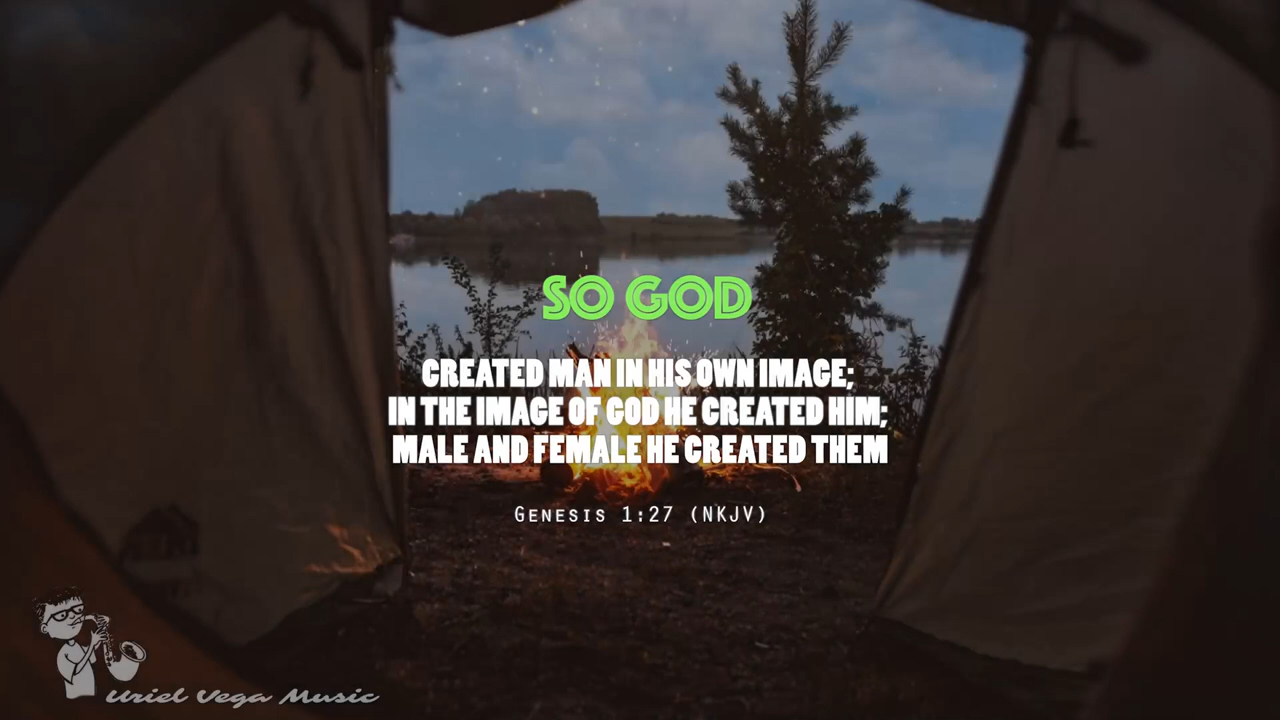 SO GOD
CREATED MAN IN HIS OWN IMAGE;
IN THE IMAGE OF GOD HE CREATED HIM;
MALE AND FEMALE HE CREATED THEM
Genesis 1:27 (NKJV)
Uriel Vega Music